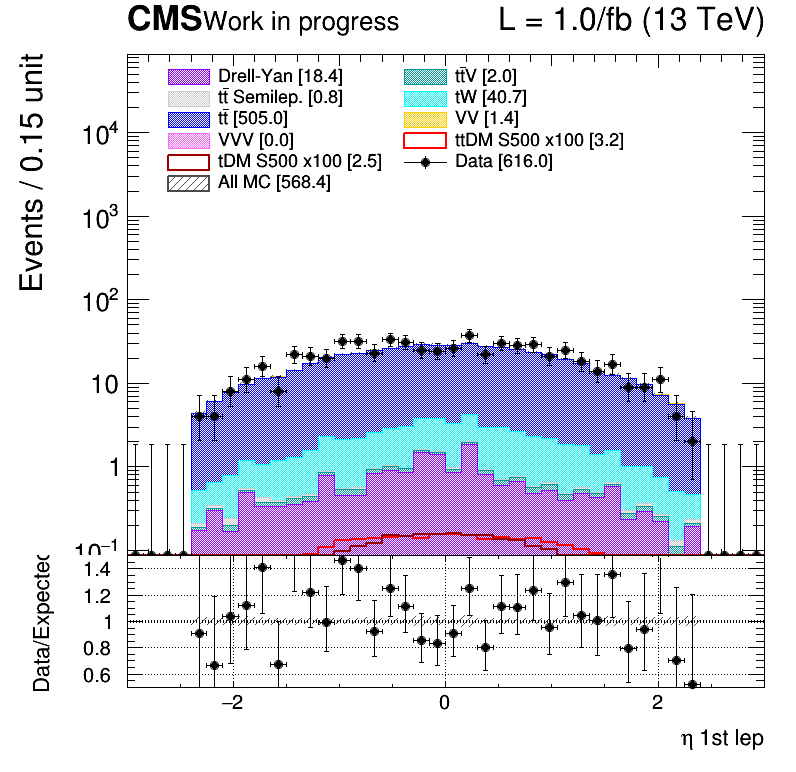 CMS Work in progress L = 1.0/fb (13 TeV)
Events / 0.15 unit
Drell-Yan [18.4] tt̄V [2.0]
tt̄ Semilep. [0.8] tW [40.7]
tt̄ [505.0] VV [1.4]
VVV [0.0] ttDM S500 x100 [3.2]
tDM S500 x100 [2.5] Data [616.0]
All MC [568.4]
10⁴
10³
10²
10
1
10⁻¹
Data/Expected
1.4
1.2
1
0.8
0.6
−2 0 2
η 1st lep